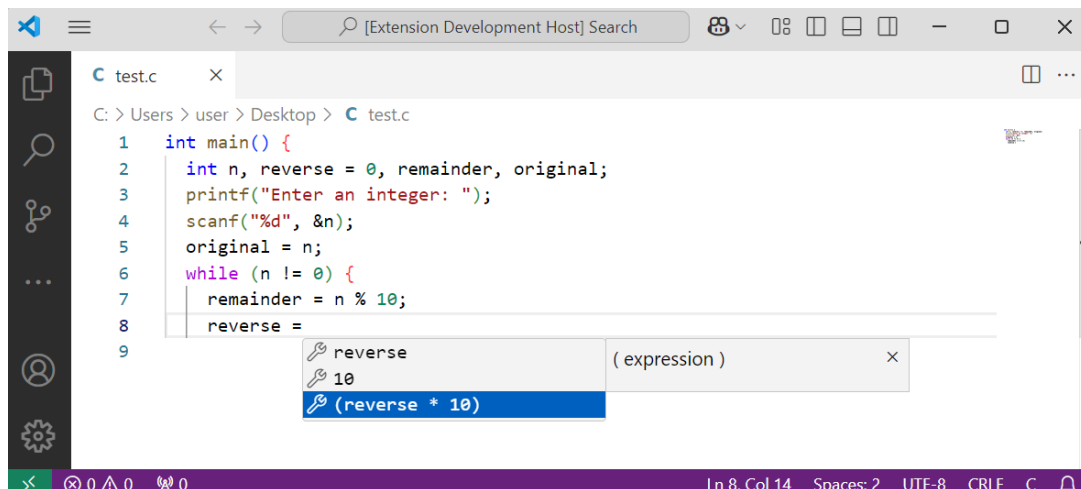 [Extension Development Host] Search
C test.c
C: > Users > user > Desktop > C test.c
1 int main() {
2 int n, reverse = 0, remainder, original;
3 printf("Enter an integer: ");
4 scanf("%d", &n);
5 original = n;
6 while (n != 0) {
7 remainder = n % 10;
8 reverse =
9
reverse
( expression )
10
(reverse * 10)
0 0 0 Ln 8, Col 14 Spaces: 2 UTF-8 CRLF C